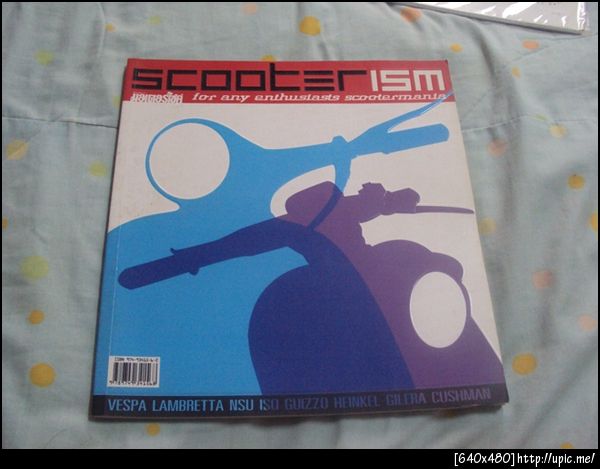 scooterism
for any enthusiasts scootermania
VESPA LAMBRETTA NSU ISO GUIZZO HEINKEL GILERA CUSHMAN
[640x480]http://upic.me/